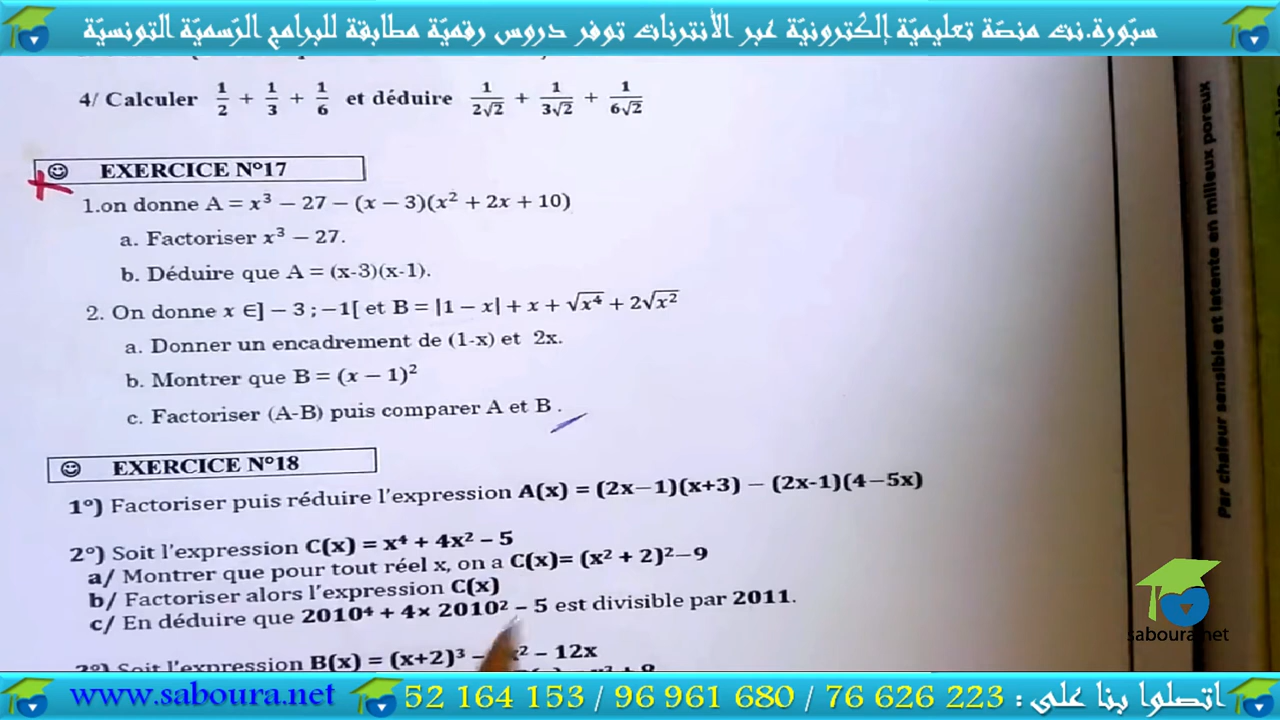 سبّورة.نت منصّة تعليميّة إلكترونيّة عبر الأنترنات توفر دروس رقميّة مطابقة للبرامج الرّسميّة التونسيّة
4/ Calculer 1/2 + 1/3 + 1/6 et déduire 1/(2√2) + 1/(3√2) + 1/(6√2)
EXERCICE N°17
1.on donne A = x³ − 27 − (x − 3)(x² + 2x + 10)
a. Factoriser x³ − 27.
b. Déduire que A = (x-3)(x-1).
2. On donne x ∈] − 3 ; −1[ et B = |1 − x| + x + √x⁴ + 2√x²
a. Donner un encadrement de (1-x) et 2x.
b. Montrer que B = (x − 1)²
c. Factoriser (A-B) puis comparer A et B .
EXERCICE N°18
1°) Factoriser puis réduire l'expression A(x) = (2x−1)(x+3) − (2x-1)(4−5x)
2°) Soit l'expression C(x) = x⁴ + 4x² − 5
a/ Montrer que pour tout réel x, on a C(x)= (x² + 2)²−9
b/ Factoriser alors l'expression C(x)
c/ En déduire que 2010⁴ + 4× 2010² − 5 est divisible par 2011.
Soit l'expression B(x) = (x+2)³ − x² − 12x
Par chaleur sensible et latente en milieux poreux
saboura.net
www.saboura.net 52 164 153 / 96 961 680 / 76 626 223 : اتصلوا بنا على